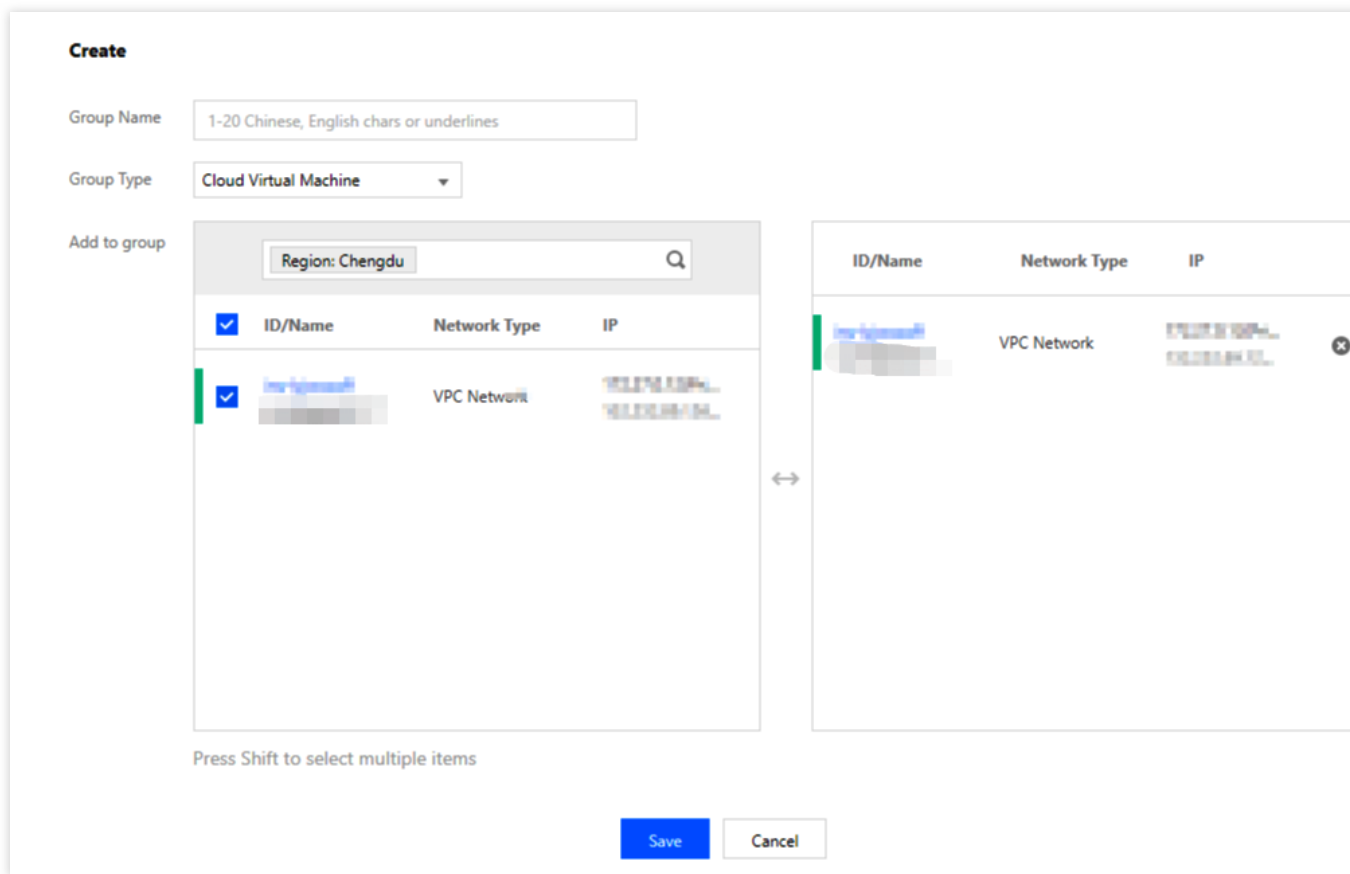 Create
Group Name
1-20 Chinese, English chars or underlines
Group Type
Cloud Virtual Machine
Add to group
Region: Chengdu
ID/Name Network Type IP
VPC Network
ID/Name Network Type IP
VPC Network
Press Shift to select multiple items
Save Cancel